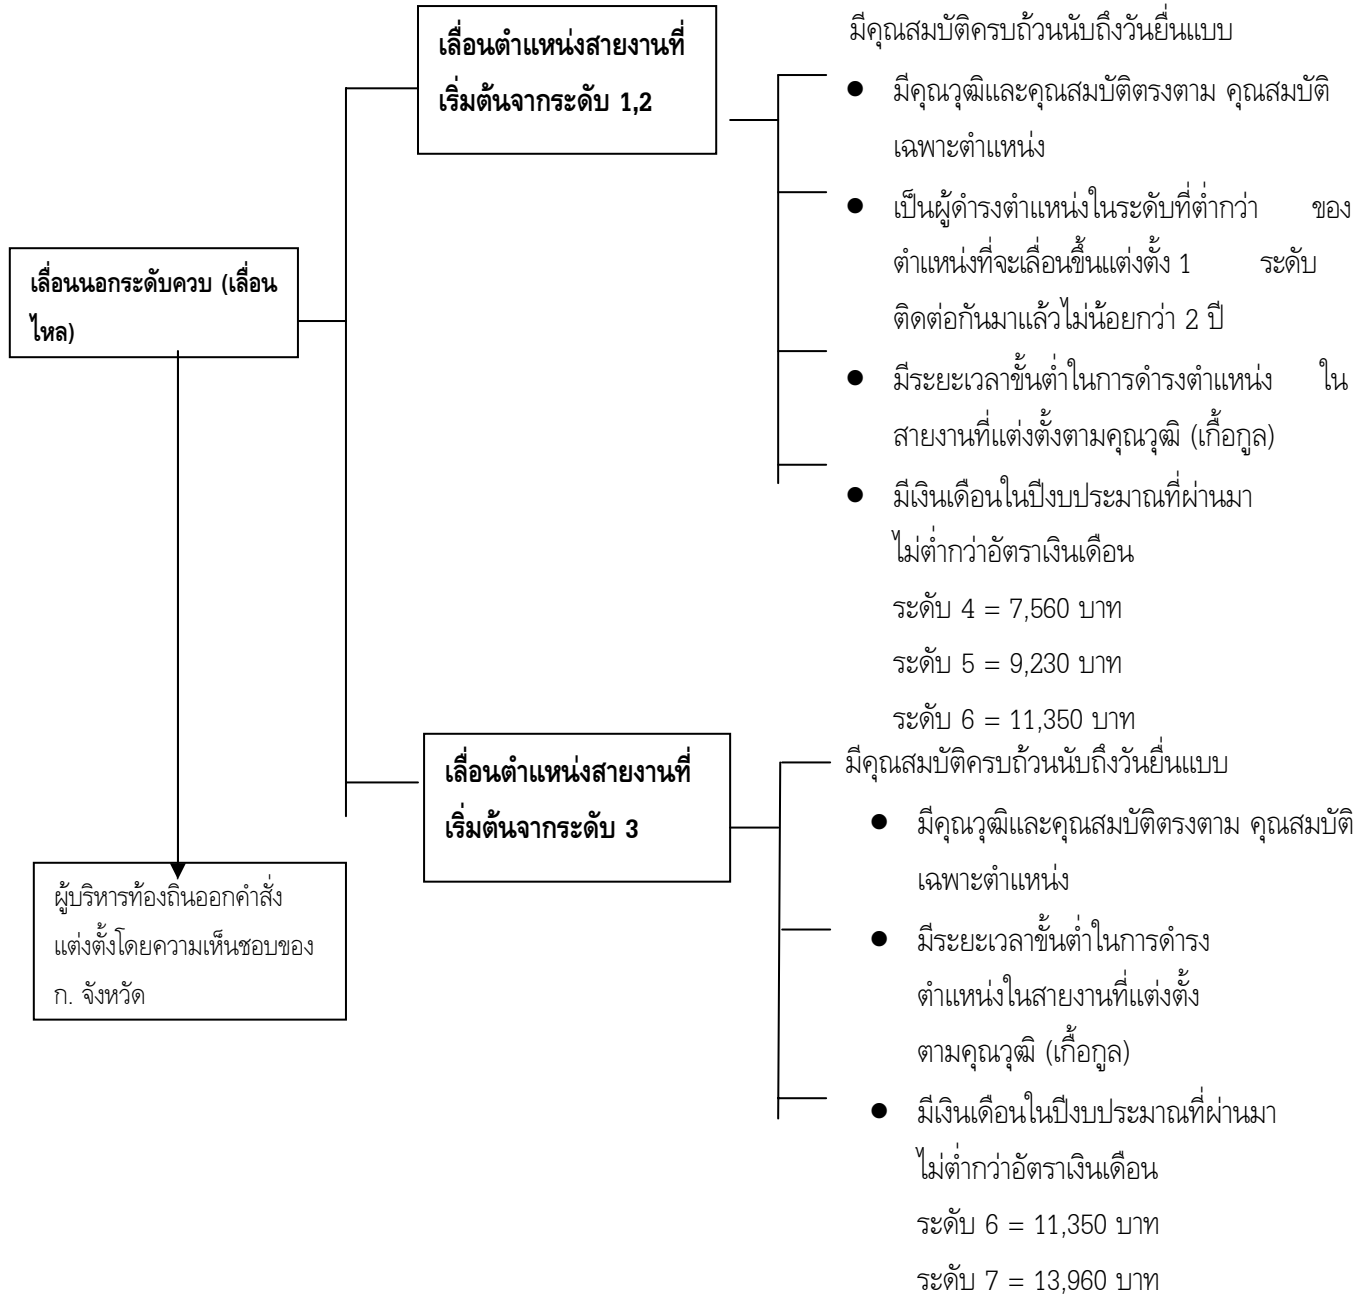 เลื่อนนอกระดับควบ (เลื่อน
ไหล)
ผู้บริหารท้องถิ่นออกคำสั่ง
แต่งตั้งโดยความเห็นชอบของ
ก. จังหวัด
เลื่อนตำแหน่งสายงานที่
เริ่มต้นจากระดับ 1,2
มีคุณสมบัติครบถ้วนนับถึงวันยื่นแบบ
● มีคุณวุฒิและคุณสมบัติตรงตาม คุณสมบัติ
เฉพาะตำแหน่ง
● เป็นผู้ดำรงตำแหน่งในระดับที่ต่ำกว่า ของ
ตำแหน่งที่จะเลื่อนขึ้นแต่งตั้ง 1 ระดับ
ติดต่อกันมาแล้วไม่น้อยกว่า 2 ปี
● มีระยะเวลาขั้นต่ำในการดำรงตำแหน่ง ใน
สายงานที่แต่งตั้งตามคุณวุฒิ (เกื้อกูล)
● มีเงินเดือนในปีงบประมาณที่ผ่านมา
ไม่ต่ำกว่าอัตราเงินเดือน
ระดับ 4 = 7,560 บาท
ระดับ 5 = 9,230 บาท
ระดับ 6 = 11,350 บาท
เลื่อนตำแหน่งสายงานที่
เริ่มต้นจากระดับ 3
มีคุณสมบัติครบถ้วนนับถึงวันยื่นแบบ
● มีคุณวุฒิและคุณสมบัติตรงตาม คุณสมบัติ
เฉพาะตำแหน่ง
● มีระยะเวลาขั้นต่ำในการดำรง
ตำแหน่งในสายงานที่แต่งตั้ง
ตามคุณวุฒิ (เกื้อกูล)
● มีเงินเดือนในปีงบประมาณที่ผ่านมา
ไม่ต่ำกว่าอัตราเงินเดือน
ระดับ 6 = 11,350 บาท
ระดับ 7 = 13,960 บาท